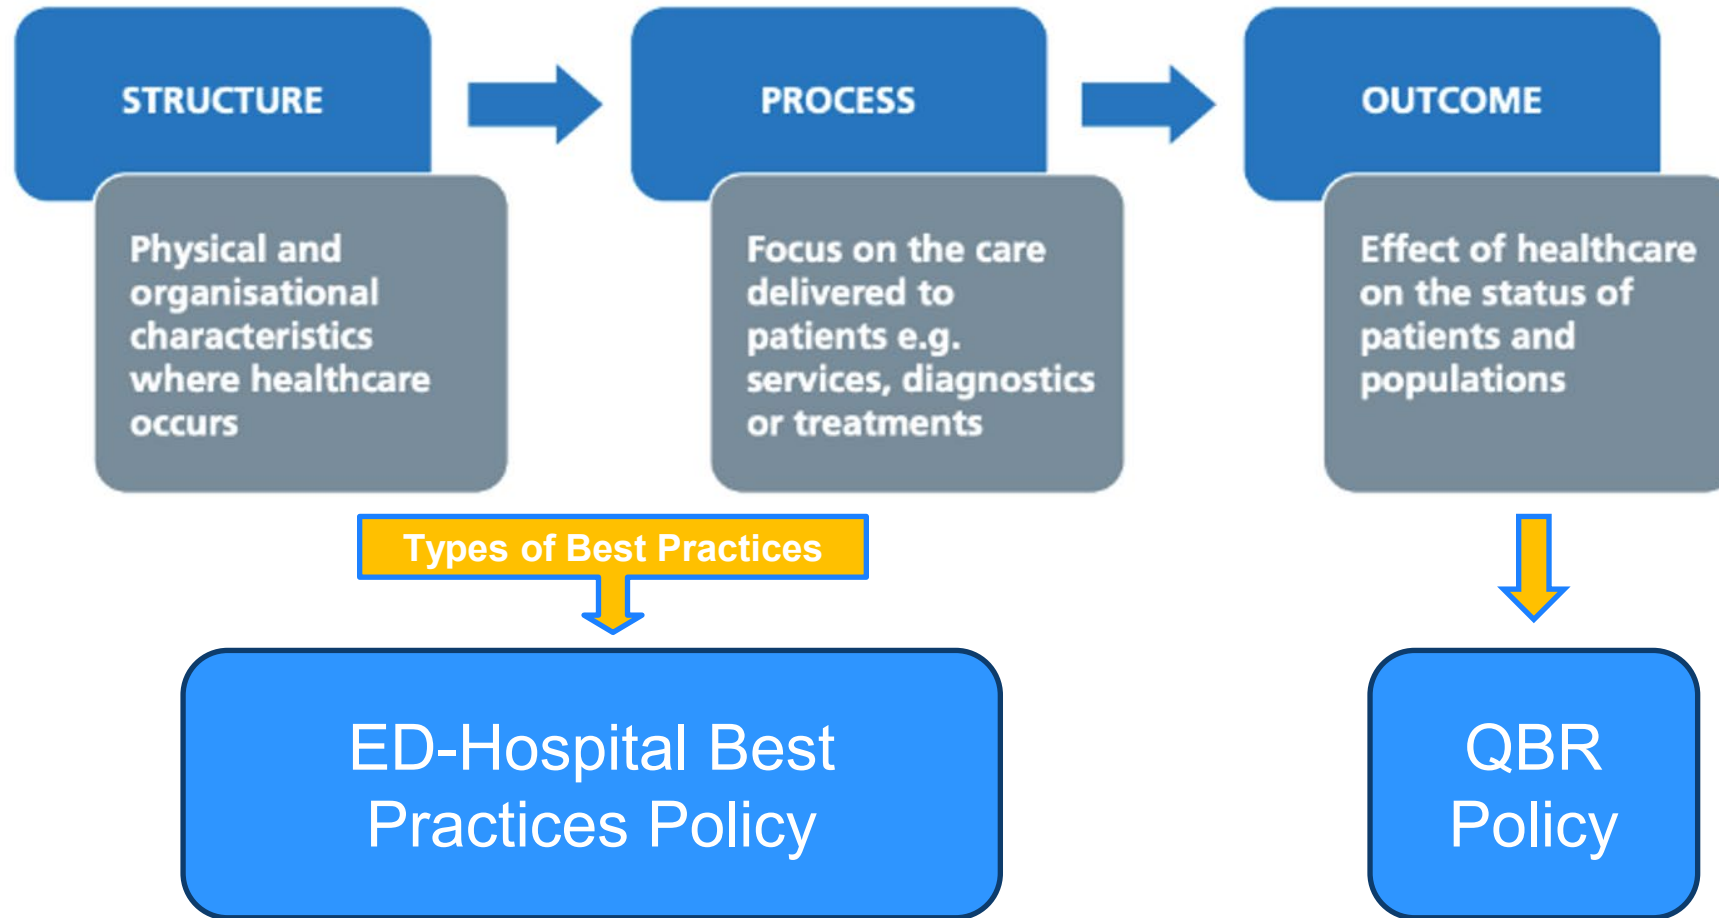 STRUCTURE
Physical and
organisational
characteristics
where healthcare
occurs
PROCESS
Focus on the care
delivered to
patients e.g.
services, diagnostics
or treatments
OUTCOME
Effect of healthcare
on the status of
patients and
populations
Types of Best Practices
ED-Hospital Best
Practices Policy
QBR
Policy